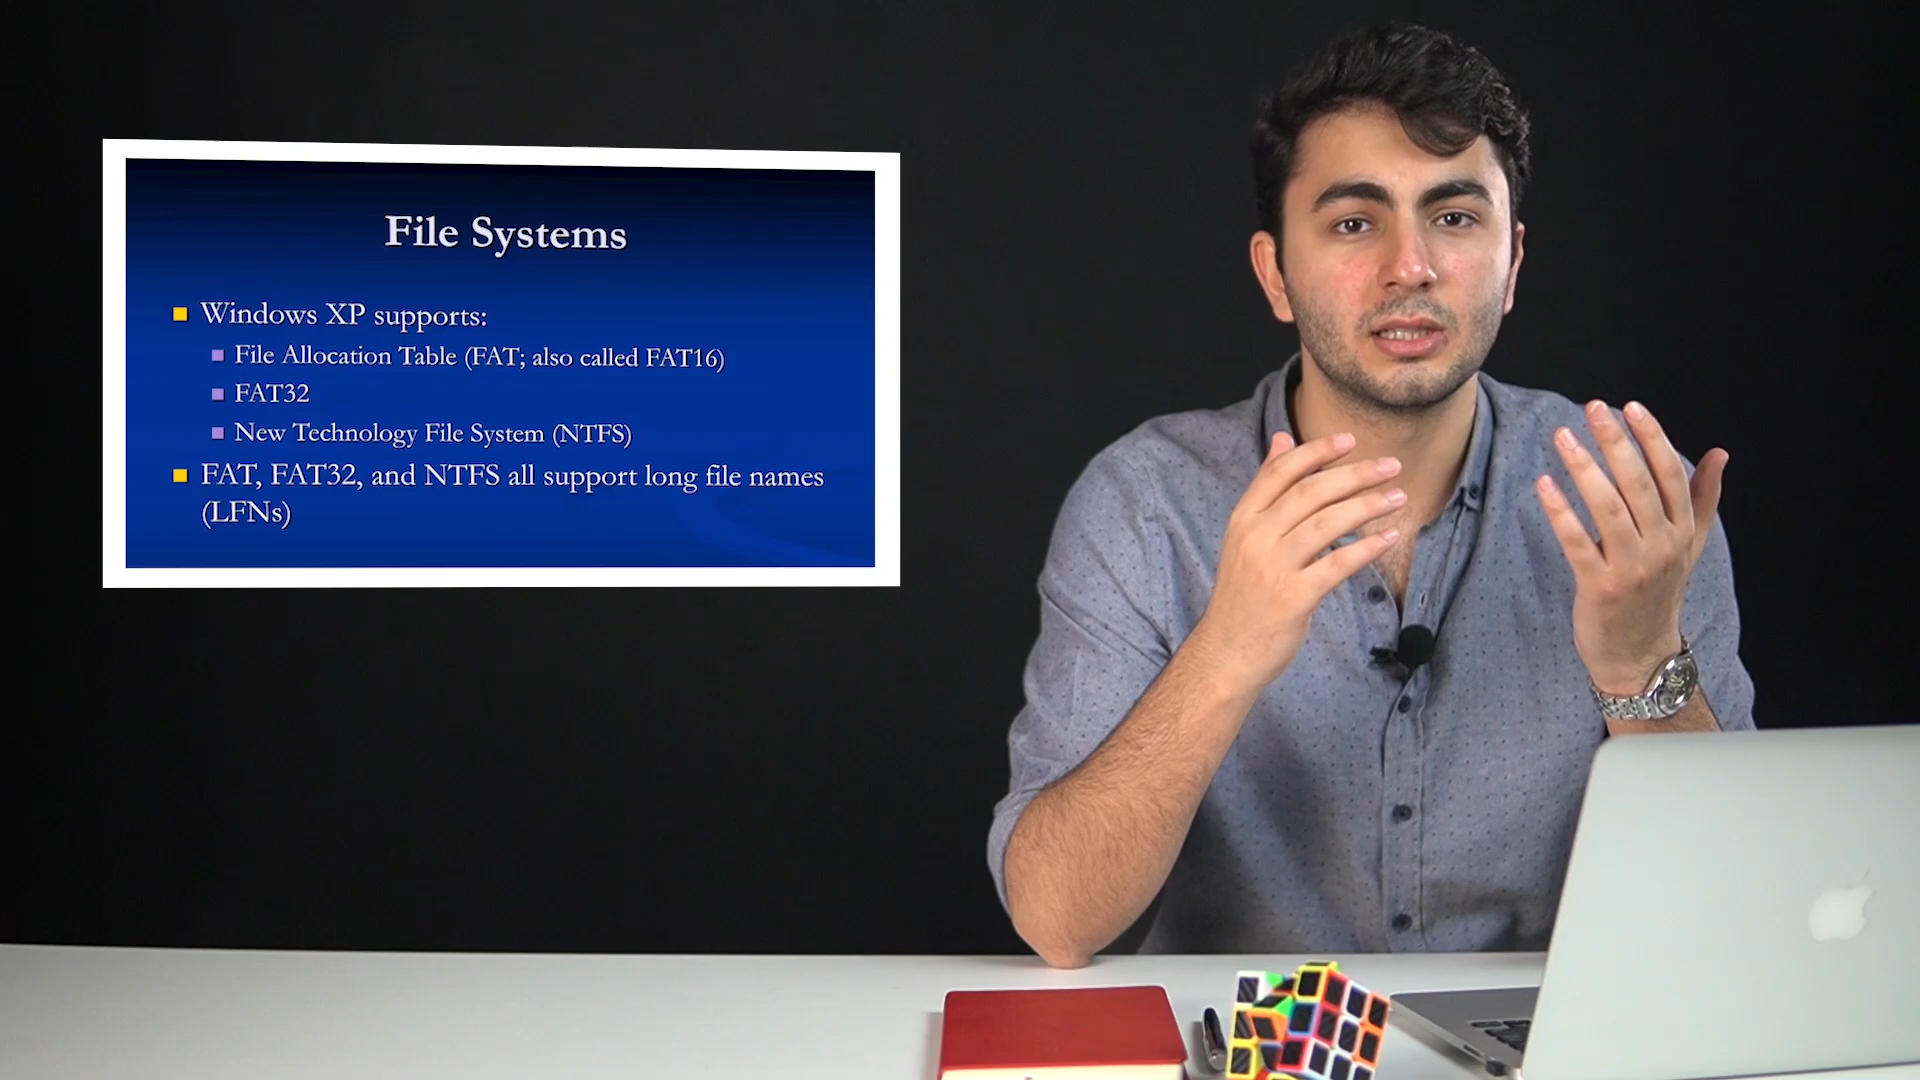 File Systems
Windows XP supports:
File Allocation Table (FAT; also called FAT16)
FAT32
New Technology File System (NTFS)
FAT, FAT32, and NTFS all support long file names
(LFNs)